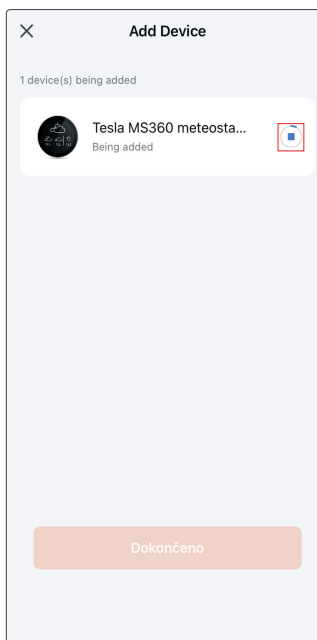 Add Device
1 device(s) being added
Tesla MS360 meteosta...
Being added
Dokončeno